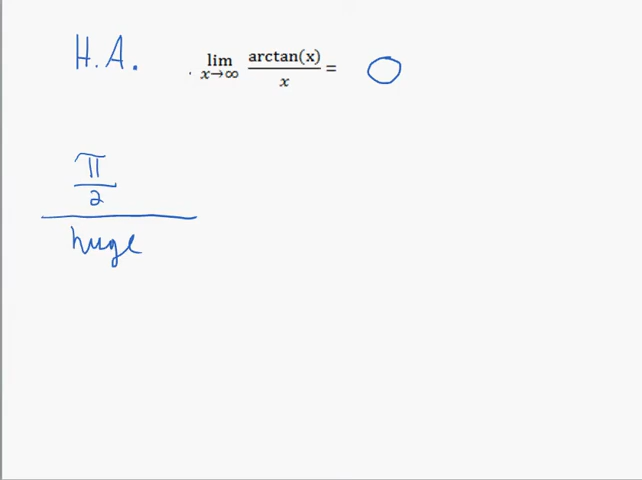 H.A. lim x→∞ arctan(x)/x = 0
π/2
huge